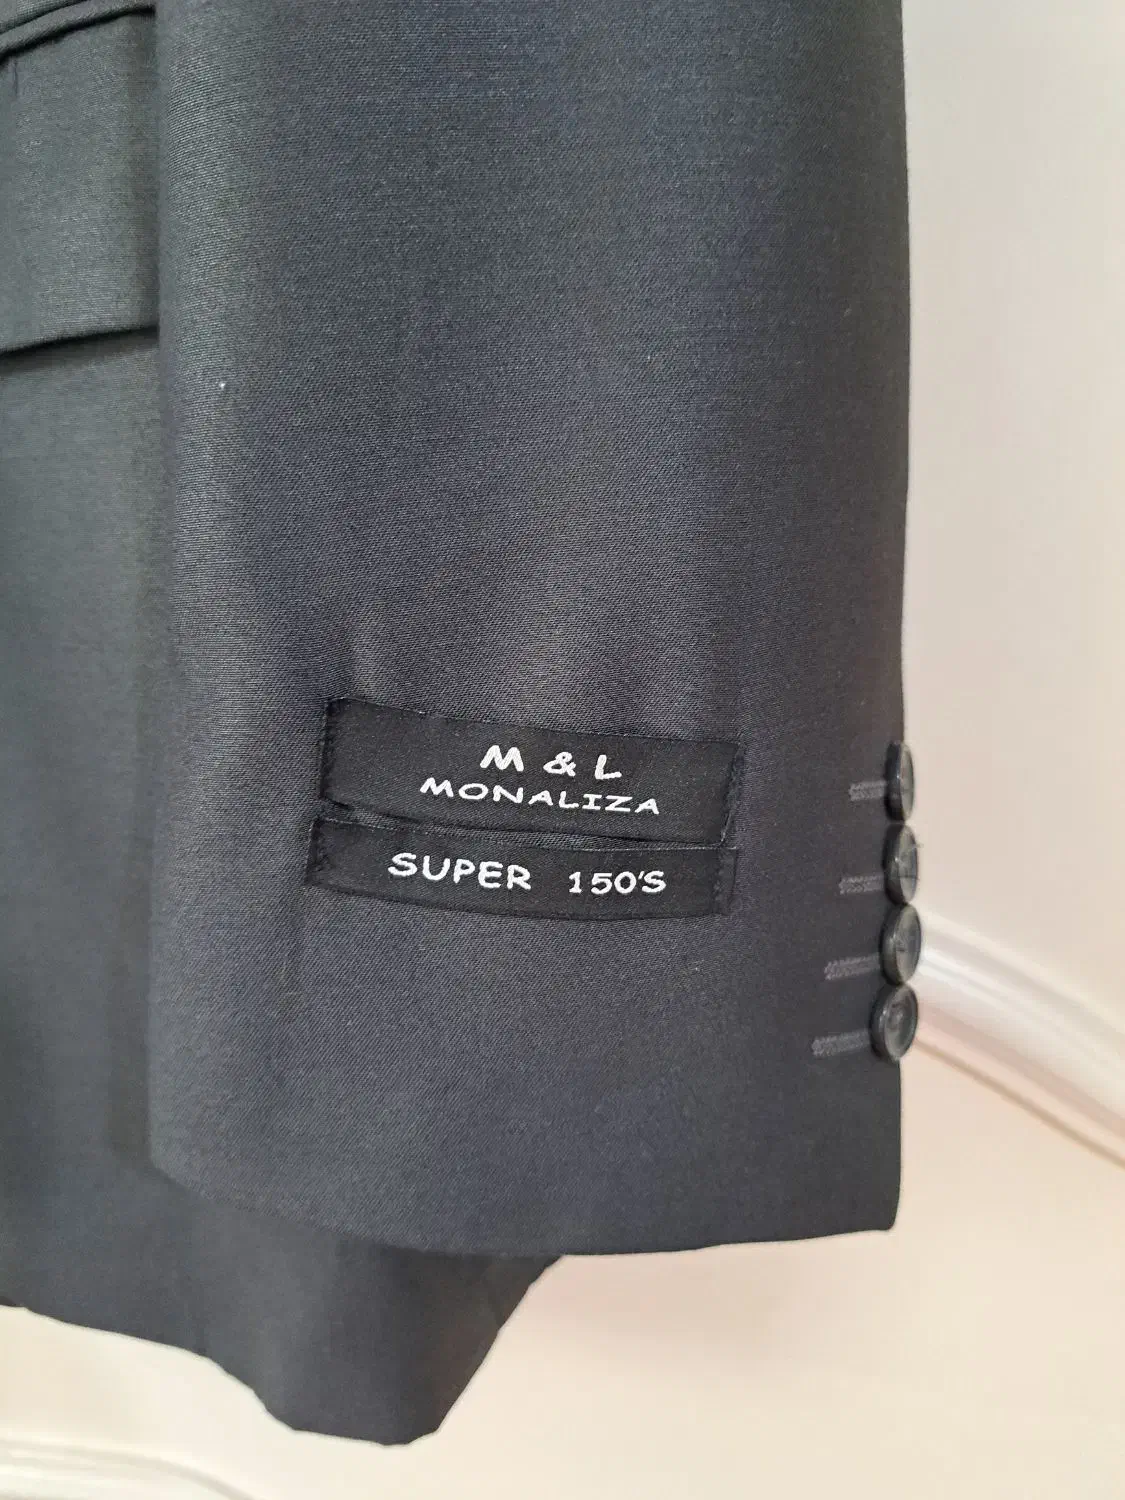 M & L
MONALIZA
SUPER 150'S